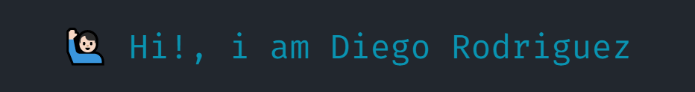 🙋🏻‍♂️ Hi!, i am Diego Rodriguez